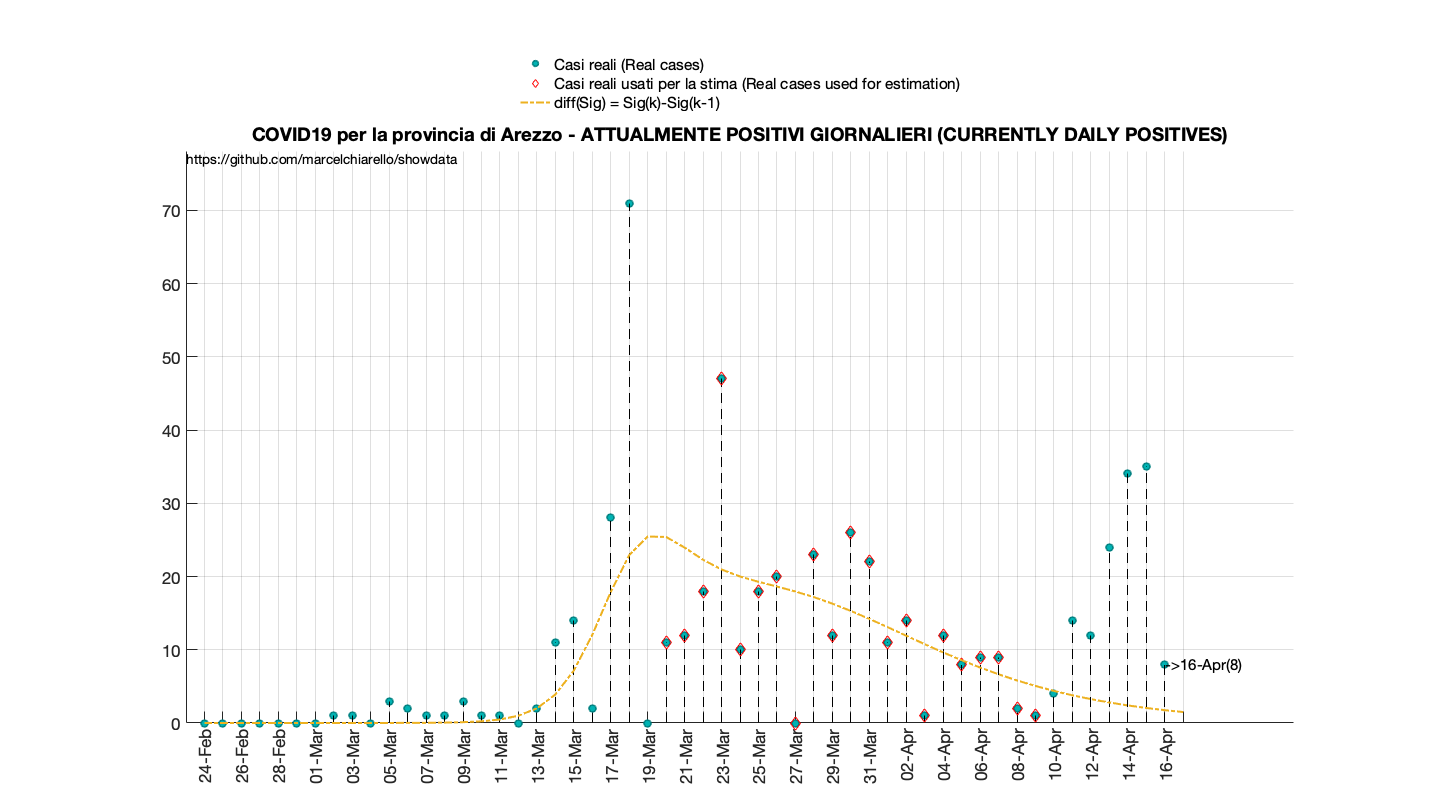 Casi reali (Real cases)
Casi reali usati per la stima (Real cases used for estimation)
diff(Sig) = Sig(k)-Sig(k-1)
COVID19 per la provincia di Arezzo - ATTUALMENTE POSITIVI GIORNALIERI (CURRENTLY DAILY POSITIVES)
https://github.com/marcelchiarello/showdata
70
60
50
40
30
20
10
0
->16-Apr(8)
24-Feb
26-Feb
28-Feb
01-Mar
03-Mar
05-Mar
07-Mar
09-Mar
11-Mar
13-Mar
15-Mar
17-Mar
19-Mar
21-Mar
23-Mar
25-Mar
27-Mar
29-Mar
31-Mar
02-Apr
04-Apr
06-Apr
08-Apr
10-Apr
12-Apr
14-Apr
16-Apr